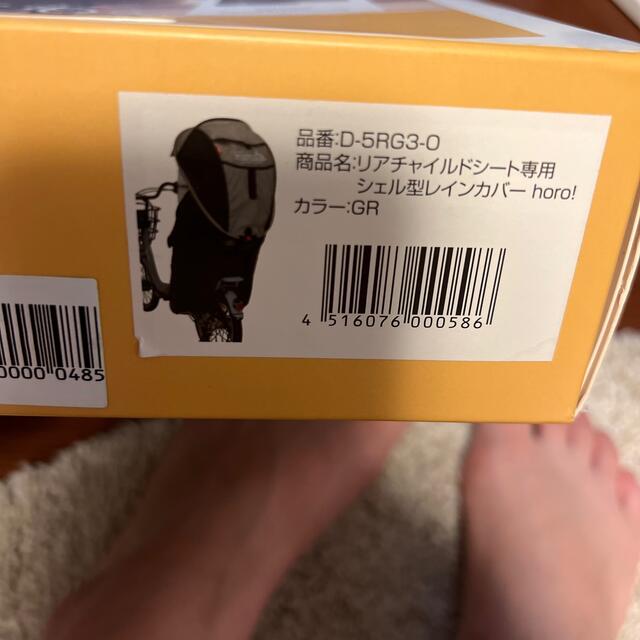 品番:D-5RG3-O
商品名:リアチャイルドシート専用
シェル型レインカバー horo!
カラー:GR
4 516076 000586
0000 0485